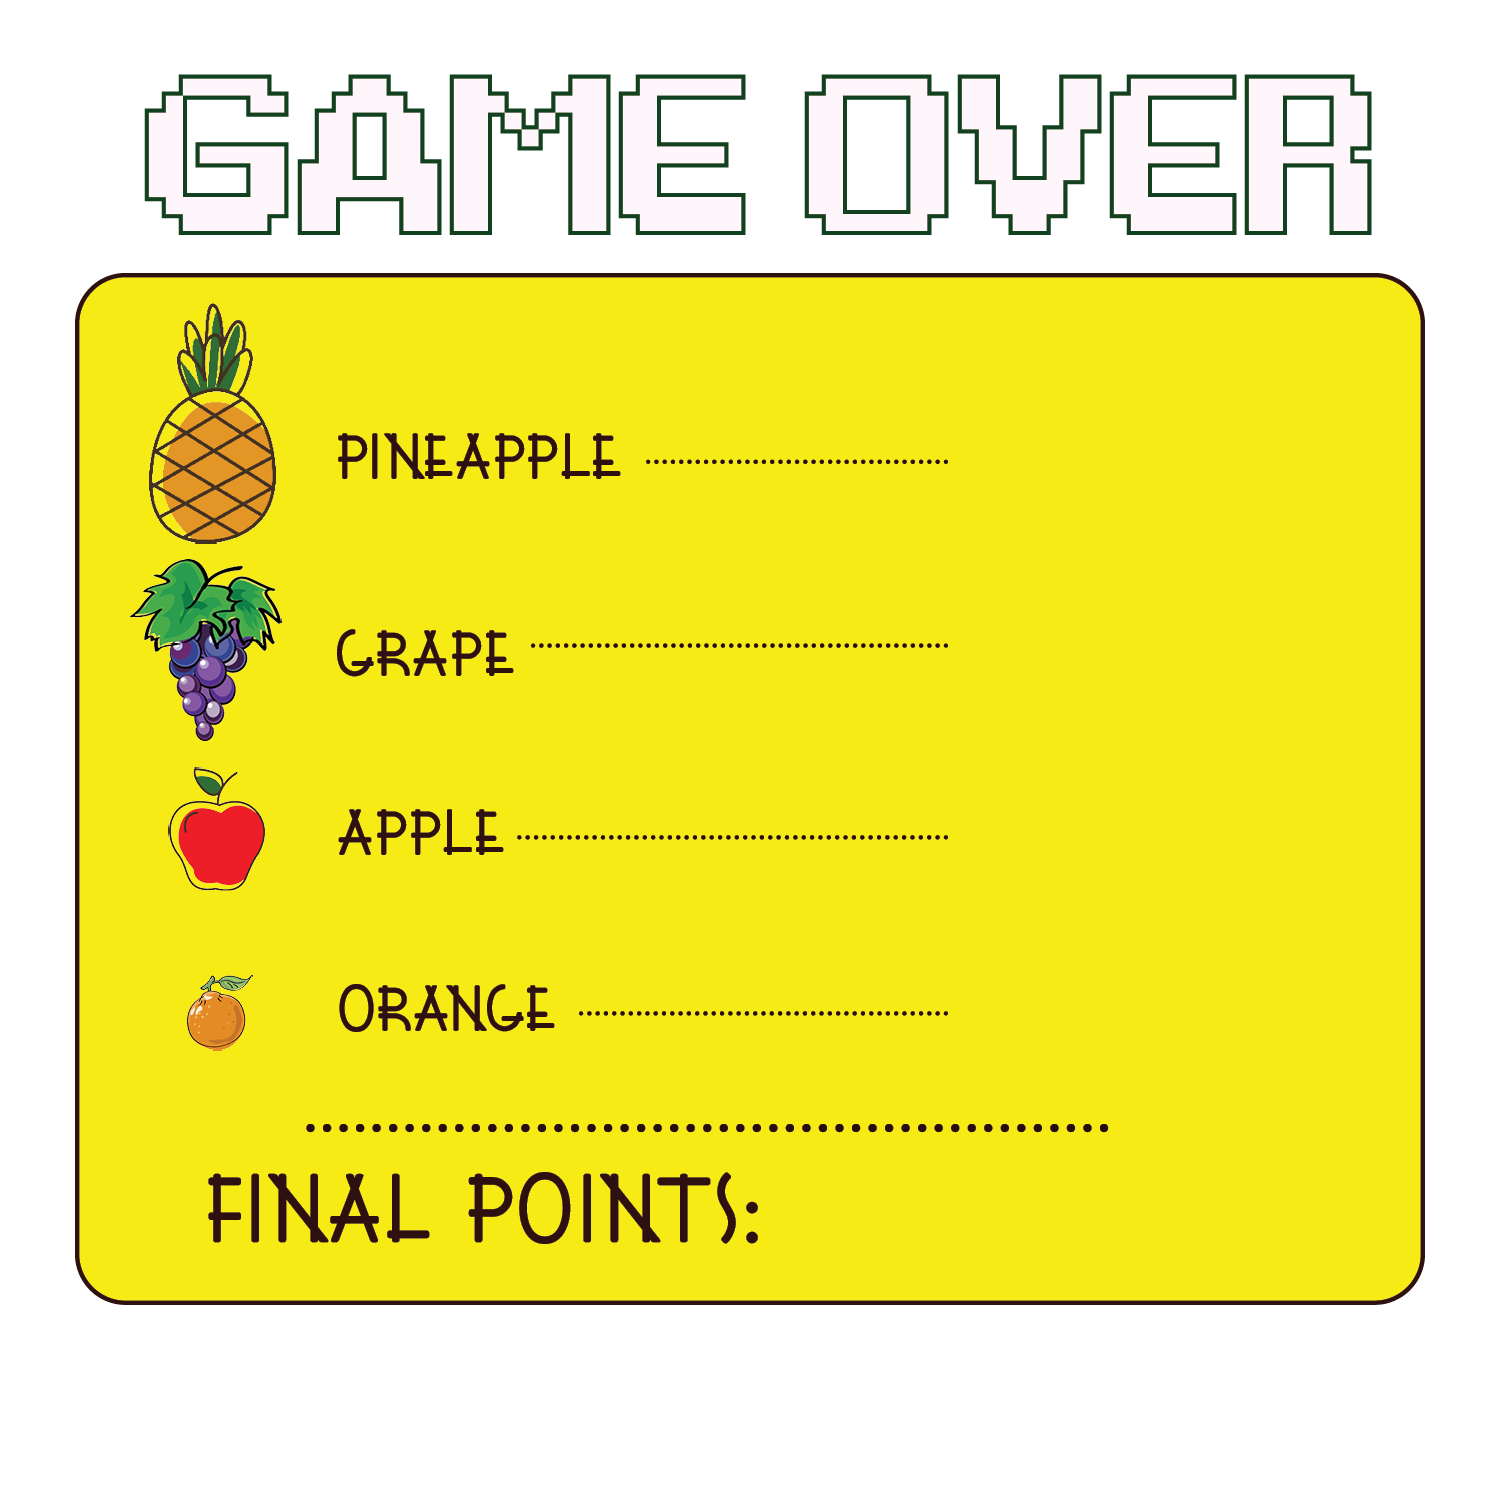 GAME OVER
PINEAPPLE
GRAPE
APPLE
ORANGE
FINAL POINTS: